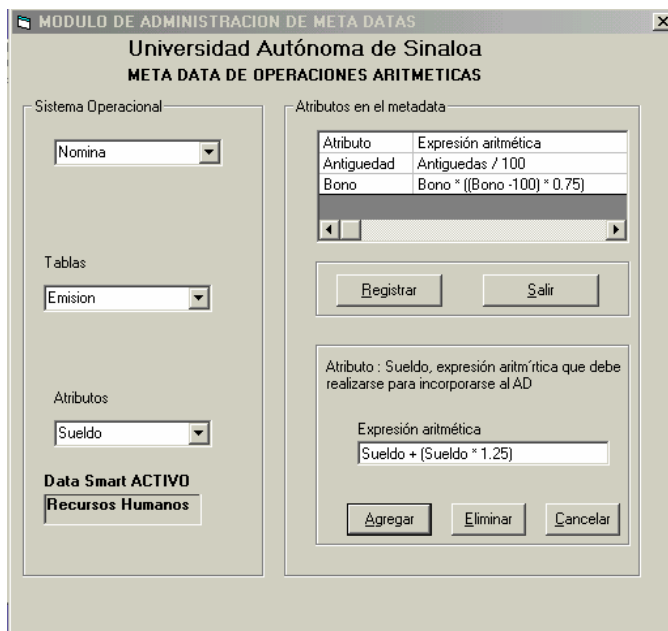 MODULO DE ADMINISTRACION DE META DATAS
Universidad Autónoma de Sinaloa
META DATA DE OPERACIONES ARITMETICAS
Sistema Operacional
Nomina
Tablas
Emision
Atributos
Sueldo
Data Smart ACTIVO
Recursos Humanos
Atributos en el metadata
Atributo Expresión aritmética
Antiguedad Antiguedas / 100
Bono Bono * ((Bono -100) * 0.75)
Registrar Salir
Atributo : Sueldo, expresión aritm´rtica que debe
realizarse para incorporarse al AD
Expresión aritmética
Sueldo + (Sueldo * 1.25)
Agregar Eliminar Cancelar